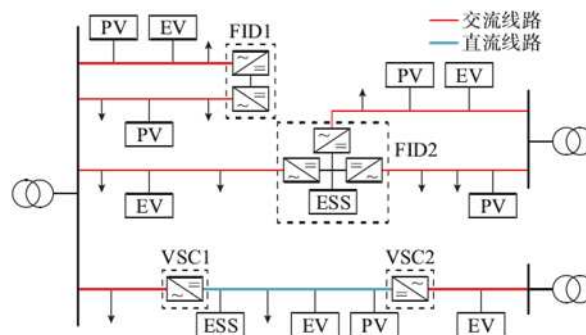 PV EV FID1 交流线路
直流线路
PV EV
PV
FID2
ESS
EV PV
VSC1 VSC2
ESS EV PV EV